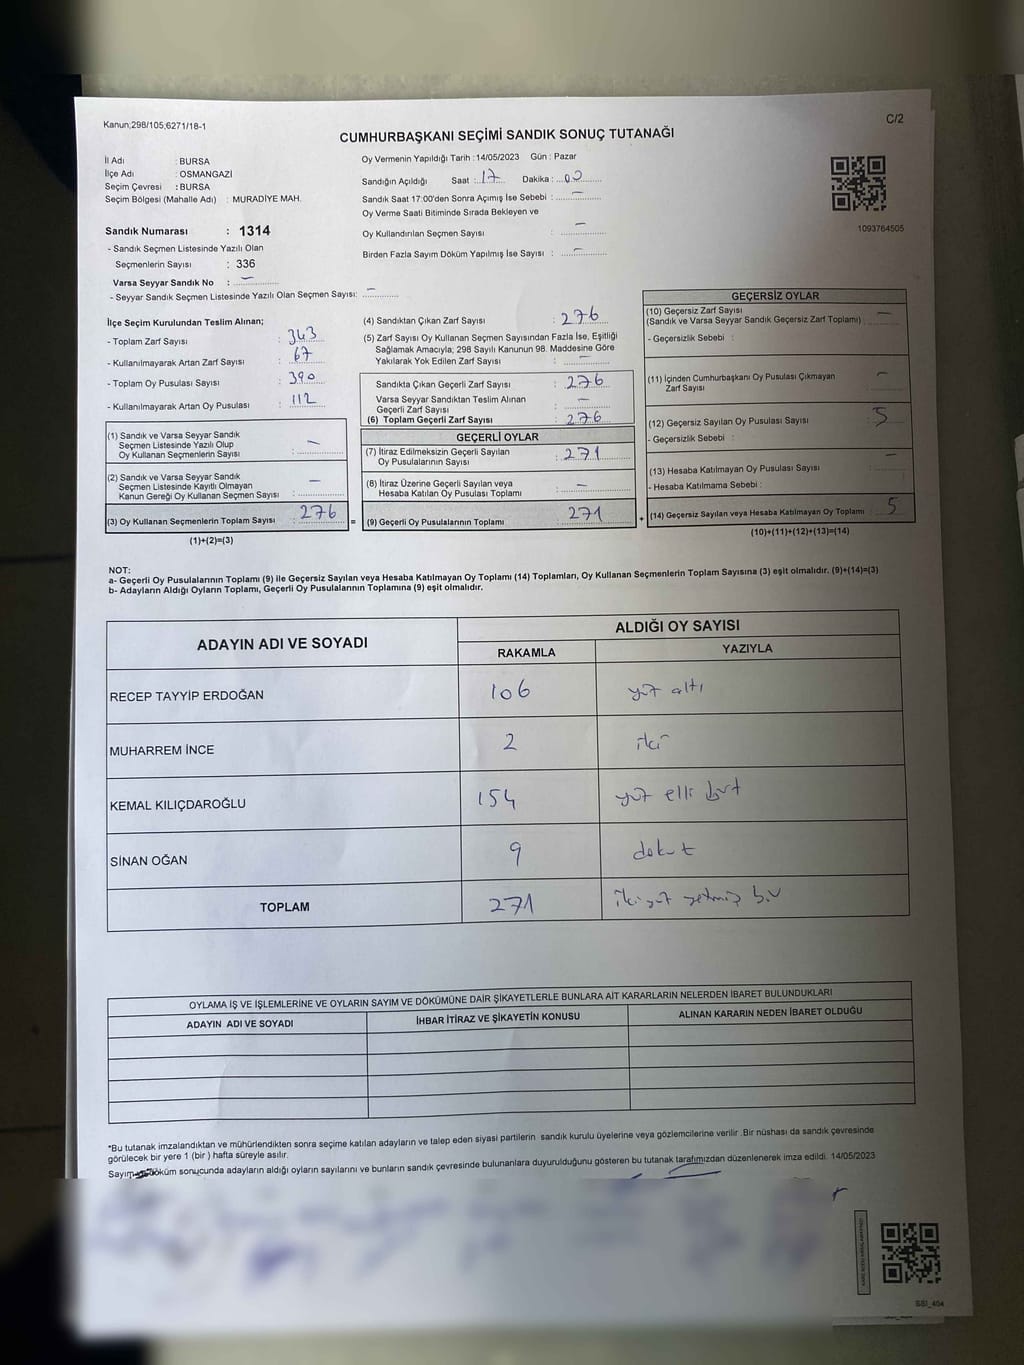 Kanun;298/105;6271/18-1
C/2
CUMHURBAŞKANI SEÇİMİ SANDIK SONUÇ TUTANAĞI
İl Adı : BURSA
İlçe Adı : OSMANGAZİ
Seçim Çevresi : BURSA
Seçim Bölgesi (Mahalle Adı) : MURADİYE MAH.
Oy Vermenin Yapıldığı Tarih : 14/05/2023 Gün : Pazar
Sandığın Açıldığı Saat : 17 Dakika : 00
Sandık Saat 17:00'den Sonra Açımış İse Sebebi : —
Oy Verme Saati Bitiminde Sırada Bekleyen ve
Oy Kullandırılan Seçmen Sayısı : —
Birden Fazla Sayım Döküm Yapılmış İse Sayısı : —
1093764505
Sandık Numarası : 1314
- Sandık Seçmen Listesinde Yazılı Olan
Seçmenlerin Sayısı : 336
Varsa Seyyar Sandık No : —
- Seyyar Sandık Seçmen Listesinde Yazılı Olan Seçmen Sayısı: —
İlçe Seçim Kurulundan Teslim Alınan;
- Toplam Zarf Sayısı : 343
- Kullanılmayarak Artan Zarf Sayısı : 67
- Toplam Oy Pusulası Sayısı : 390
- Kullanılmayarak Artan Oy Pusulası : 112
(1) Sandık ve Varsa Seyyar Sandık
Seçmen Listesinde Yazılı Olup
Oy Kullanan Seçmenlerin Sayısı : —
(2) Sandık ve Varsa Seyyar Sandık
Seçmen Listesinde Kayıtlı Olmayan
Kanun Gereği Oy Kullanan Seçmen Sayısı : —
(3) Oy Kullanan Seçmenlerin Toplam Sayısı : 276
(1)+(2)=(3)
(4) Sandıktan Çıkan Zarf Sayısı : 276
(5) Zarf Sayısı Oy Kullanan Seçmen Sayısından Fazla İse, Eşitliği
Sağlamak Amacıyla; 298 Sayılı Kanunun 98. Maddesine Göre
Yakılarak Yok Edilen Zarf Sayısı : —
Sandıkta Çıkan Geçerli Zarf Sayısı : 276
Varsa Seyyar Sandıktan Teslim Alınan
Geçerli Zarf Sayısı : —
(6) Toplam Geçerli Zarf Sayısı : 276
GEÇERLİ OYLAR
(7) İtiraz Edilmeksizin Geçerli Sayılan
Oy Pusulalarının Sayısı : 271
(8) İtiraz Üzerine Geçerli Sayılan veya
Hesaba Katılan Oy Pusulası Toplamı : —
= (9) Geçerli Oy Pusulalarının Toplamı : 271
GEÇERSİZ OYLAR
(10) Geçersiz Zarf Sayısı
(Sandık ve Varsa Seyyar Sandık Geçersiz Zarf Toplamı) : —
- Geçersizlik Sebebi :
(11) İçinden Cumhurbaşkanı Oy Pusulası Çıkmayan
Zarf Sayısı : —
(12) Geçersiz Sayılan Oy Pusulası Sayısı : 5
- Geçersizlik Sebebi :
(13) Hesaba Katılmayan Oy Pusulası Sayısı : —
- Hesaba Katılmama Sebebi :
+ (14) Geçersiz Sayılan veya Hesaba Katılmayan Oy Toplamı : 5
(10)+(11)+(12)+(13)=(14)
NOT:
a- Geçerli Oy Pusulalarının Toplamı (9) ile Geçersiz Sayılan veya Hesaba Katılmayan Oy Toplamı (14) Toplamları, Oy Kullanan Seçmenlerin Toplam Sayısına (3) eşit olmalıdır. (9)+(14)=(3)
b- Adayların Aldığı Oyların Toplamı, Geçerli Oy Pusulalarının Toplamına (9) eşit olmalıdır.
ADAYIN ADI VE SOYADI ALDIĞI OY SAYISI
RAKAMLA YAZIYLA
RECEP TAYYİP ERDOĞAN 106 yüz altı
MUHARREM İNCE 2 iki
KEMAL KILIÇDAROĞLU 154 yüz elli dört
SİNAN OĞAN 9 dokuz
TOPLAM 271 ikiyüz yetmiş bir
OYLAMA İŞ VE İŞLEMLERİNE VE OYLARIN SAYIM VE DÖKÜMÜNE DAİR ŞİKAYETLERLE BUNLARA AİT KARARLARIN NELERDEN İBARET BULUNDUKLARI
ADAYIN ADI VE SOYADI İHBAR İTİRAZ VE ŞİKAYETİN KONUSU ALINAN KARARIN NEDEN İBARET OLDUĞU
*Bu tutanak imzalandıktan ve mühürlendikten sonra seçime katılan adayların ve talep eden siyasi partilerin sandık kurulu üyelerine veya gözlemcilerine verilir .Bir nüshası da sandık çevresinde
görülecek bir yere 1 (bir ) hafta süreyle asılır.
Sayım döküm sonucunda adayların aldığı oyların sayılarını ve bunların sandık çevresinde bulunanlara duyurulduğunu gösteren bu tutanak tarafımızdan düzenlenerek imza edildi. 14/05/2023
SSI_404